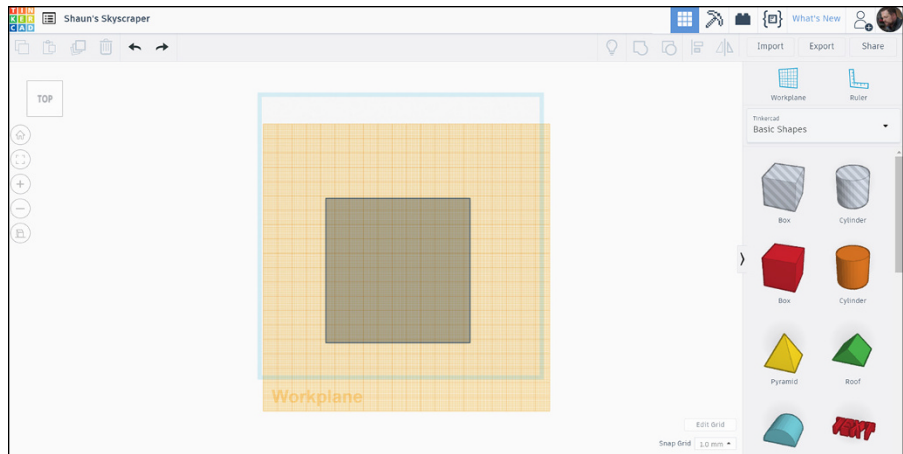 TIN
KER
CAD
Shaun's Skyscraper
What's New
Import Export Share
TOP
Workplane Ruler
Tinkercad
Basic Shapes
Box Cylinder
Box Cylinder
Pyramid Roof
TEXT
Workplane
Edit Grid
Snap Grid 1.0 mm